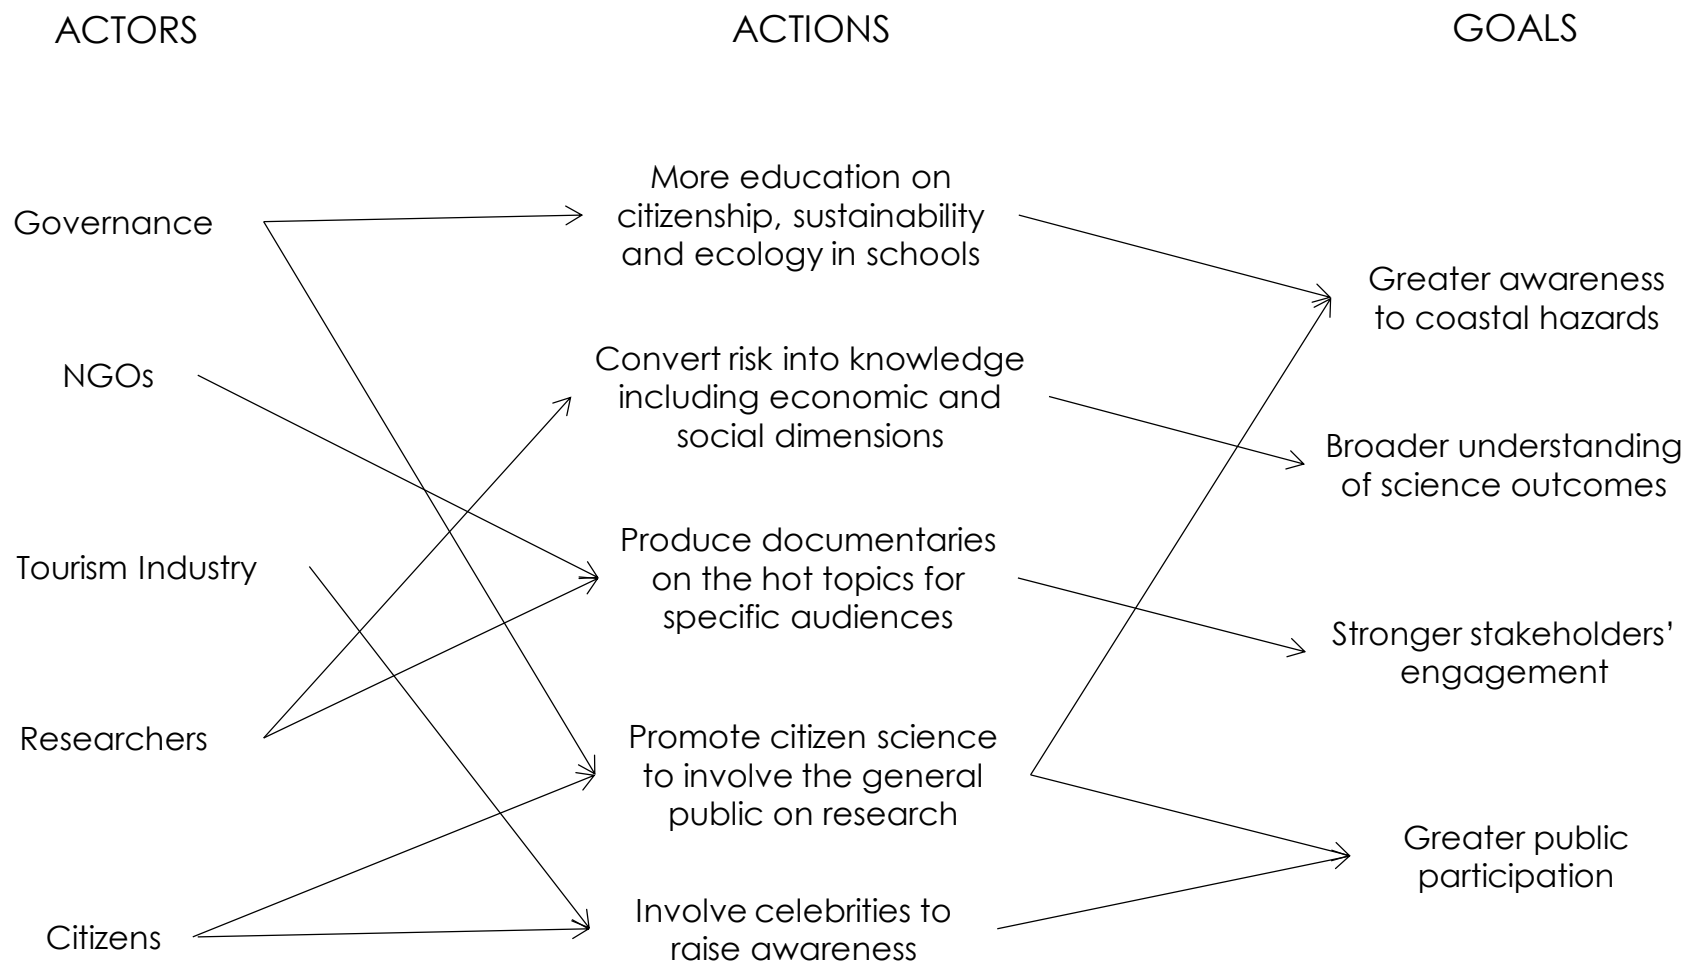 ACTORS
ACTIONS
GOALS
Governance
NGOs
Tourism Industry
Researchers
Citizens
More education on
citizenship, sustainability
and ecology in schools
Convert risk into knowledge
including economic and
social dimensions
Produce documentaries
on the hot topics for
specific audiences
Promote citizen science
to involve the general
public on research
Involve celebrities to
raise awareness
Greater awareness
to coastal hazards
Broader understanding
of science outcomes
Stronger stakeholders’
engagement
Greater public
participation